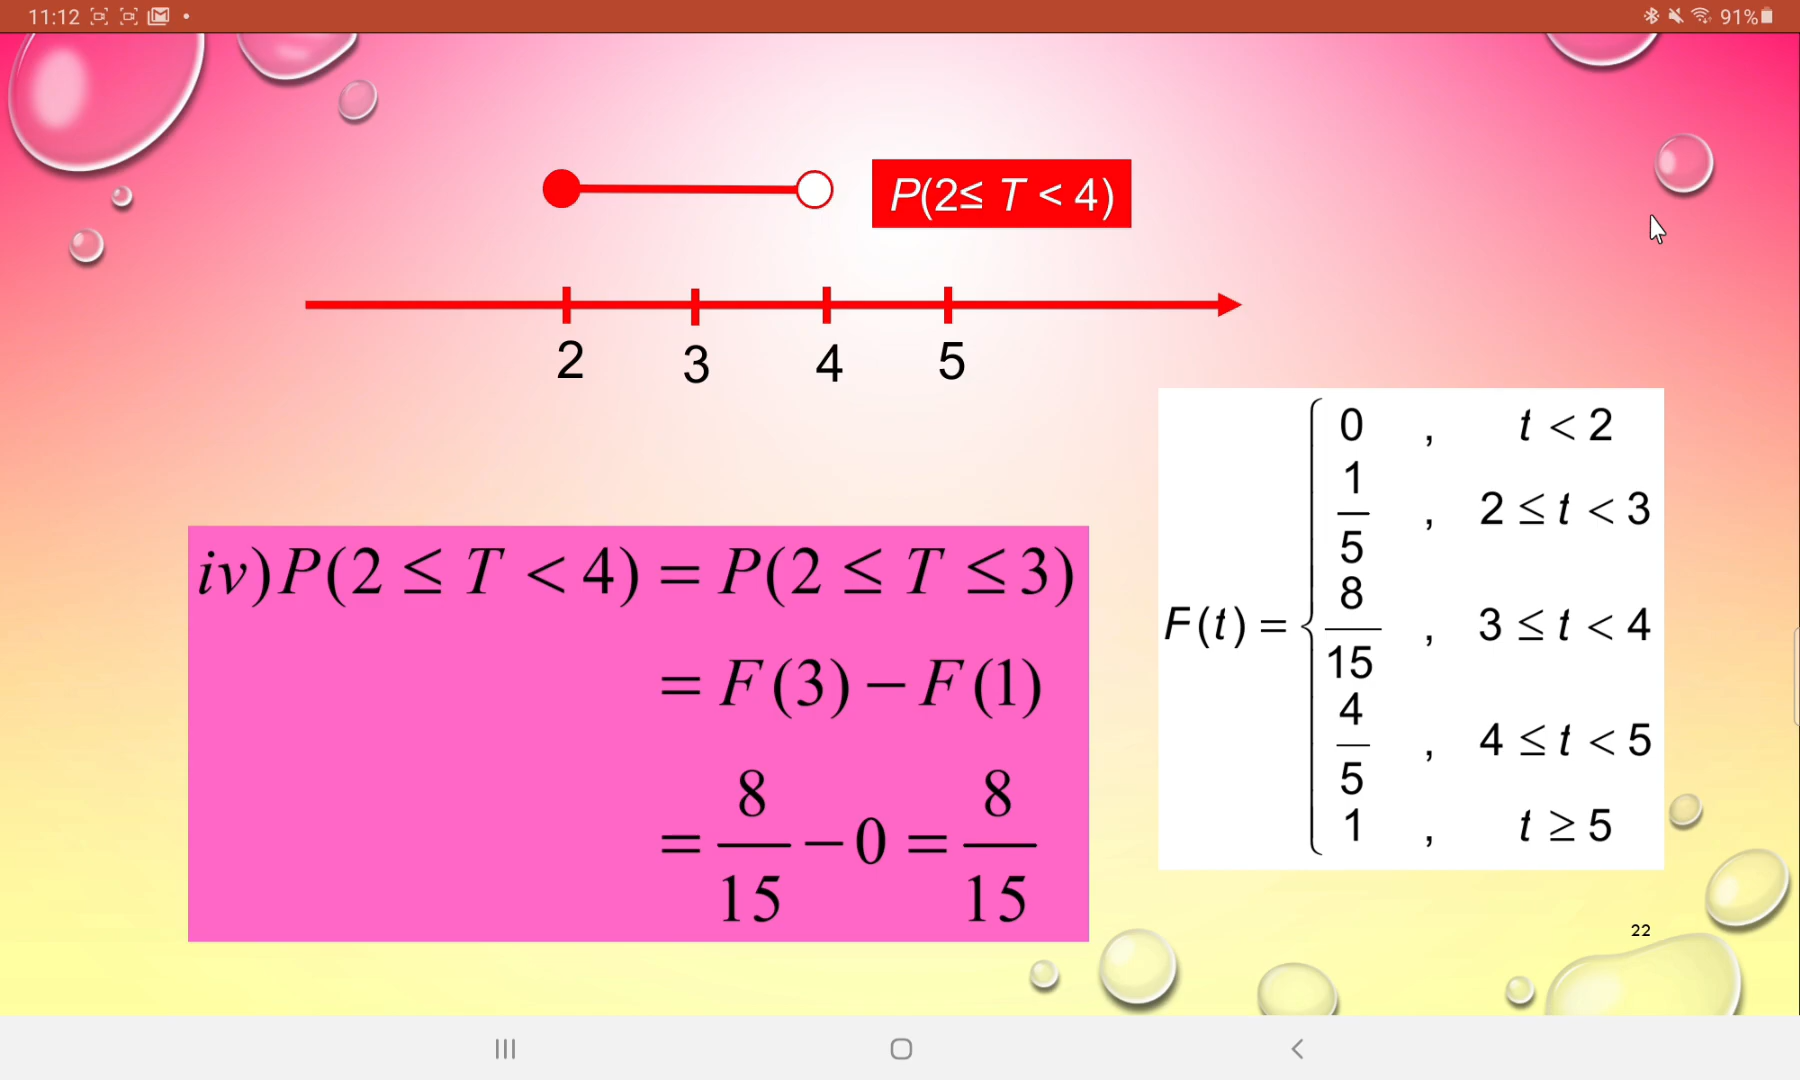 11:12
91%
P(2≤ T < 4)
2 3 4 5
F(t) = { 0 , t < 2
1/5 , 2 ≤ t < 3
8/15 , 3 ≤ t < 4
4/5 , 4 ≤ t < 5
1 , t ≥ 5
iv) P(2 ≤ T < 4) = P(2 ≤ T ≤ 3)
= F(3) − F(1)
= 8/15 − 0 = 8/15
22